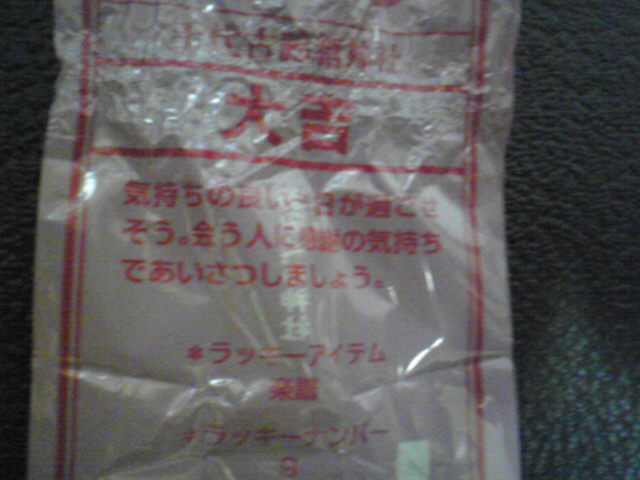 大吉
気持ちの良い一日が過ごせ
そう。会う人に感謝の気持ち
であいさつしましょう。
*ラッキーアイテム
楽譜
*ラッキーナンバー
9